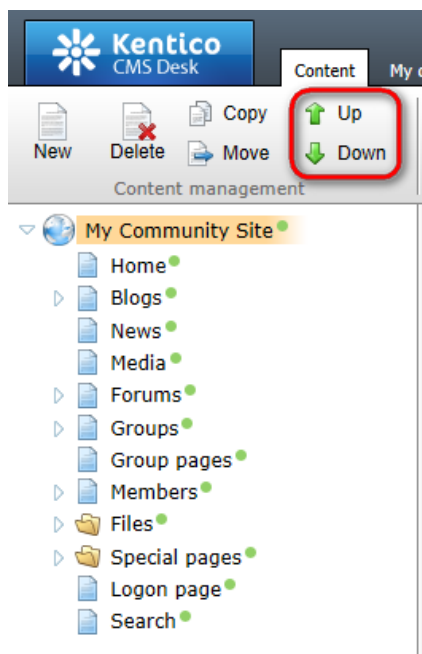 Kentico
CMS Desk
Content My
New Delete Copy Up
Move Down
Content management
My Community Site
Home
Blogs
News
Media
Forums
Groups
Group pages
Members
Files
Special pages
Logon page
Search